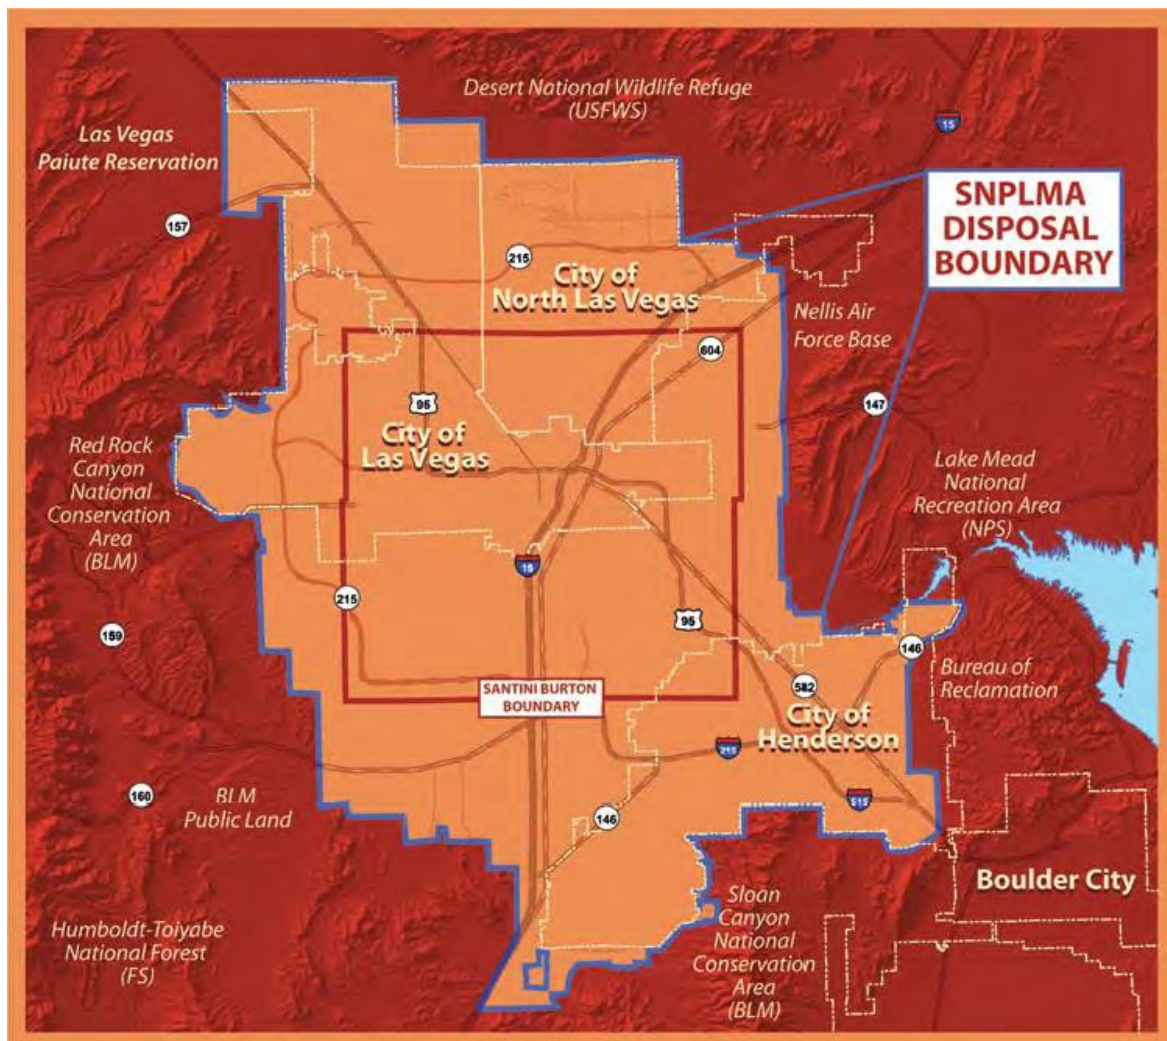 Desert National Wildlife Refuge
(USFWS)
15
Las Vegas
Paiute Reservation
157
SNPLMA
DISPOSAL
BOUNDARY
215
City of
North Las Vegas
Nellis Air
Force Base
604
95
147
City of
Las Vegas
Red Rock
Canyon
National
Conservation
Area
(BLM)
Lake Mead
National
Recreation Area
(NPS)
15
215
95
159
146
Bureau of
Reclamation
SANTINI BURTON
BOUNDARY
582
City of
Henderson
215
160
BLM
Public Land
146
515
Boulder City
Sloan
Canyon
National
Conservation
Area
(BLM)
Humboldt-Toiyabe
National Forest
(FS)